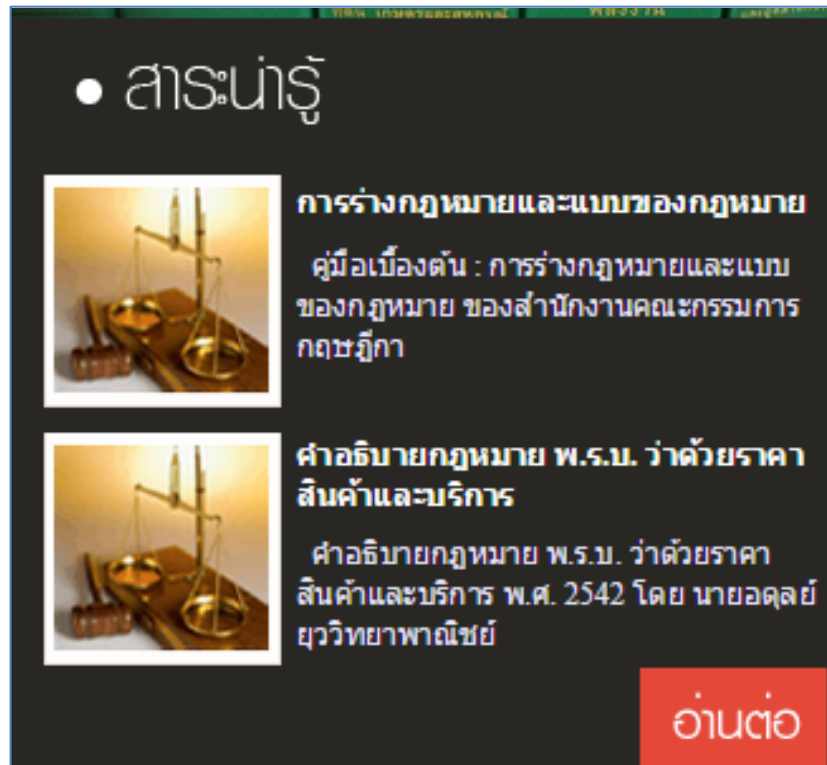 • สาระน่ารู้
การร่างกฎหมายและแบบของกฎหมาย
คู่มือเบื้องต้น : การร่างกฎหมายและแบบ
ของกฎหมาย ของสำนักงานคณะกรรมการ
กฤษฎีกา
คำอธิบายกฎหมาย พ.ร.บ. ว่าด้วยราคา
สินค้าและบริการ
คำอธิบายกฎหมาย พ.ร.บ. ว่าด้วยราคา
สินค้าและบริการ พ.ศ. 2542 โดย นายอดุลย์
ยุววิทยาพาณิชย์
อ่านต่อ